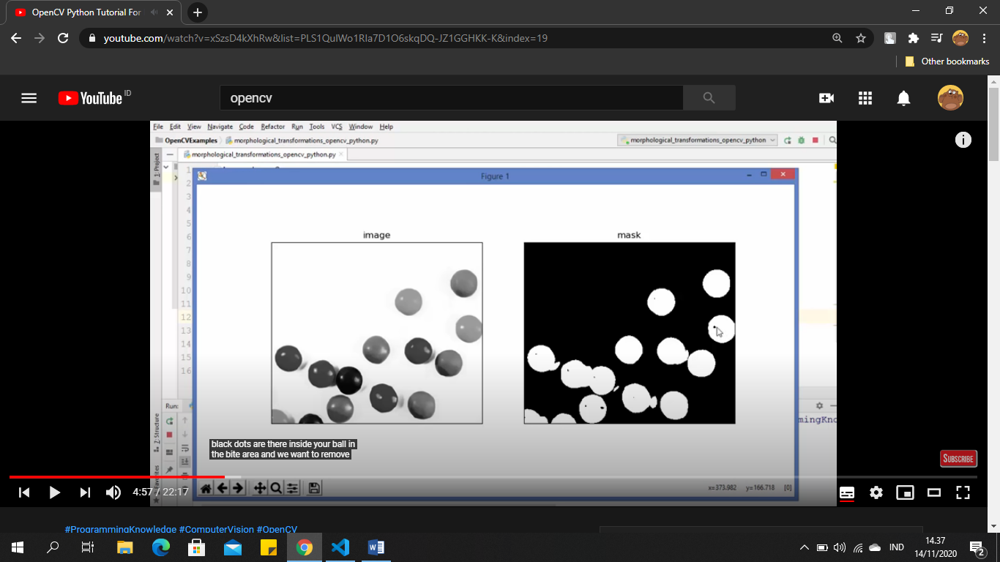 OpenCV Python Tutorial For
youtube.com/watch?v=xSzsD4kXhRw&list=PLS1QulWo1RIa7D1O6skqDQ-JZ1GGHKK-K&index=19
Other bookmarks
YouTube ID
opencv
File Edit View Navigate Code Refactor Run Tools VCS Window Help
OpenCVExamples morphological_transformations_opencv_python.py
morphological_transformations_opencv_python
morphological_transformations_opencv_python.py
1: Project
Figure 1
1
2
3
4
5
6
7
8
9
10
11
12
13
14
15
16
image
mask
Run:
7: Structure
mingKno
black dots are there inside your ball in
the bite area and we want to remove
SUBSCRIBE
x=373.982 y=166.718 [0]
4:57 / 22:17
#ProgrammingKnowledge #ComputerVision #OpenCV
IND
14.37
14/11/2020
2